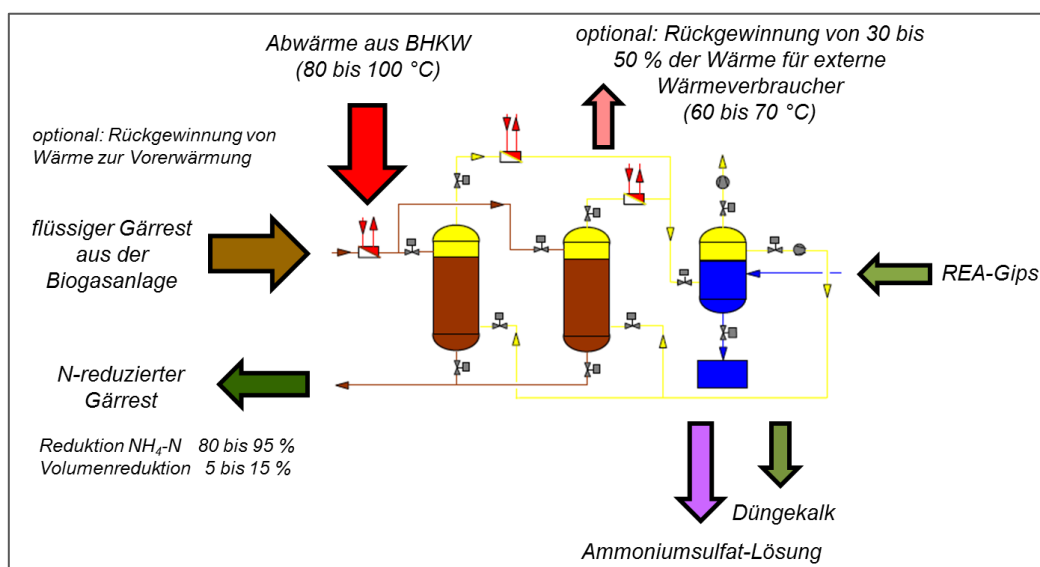 Abwärme aus BHKW
(80 bis 100 °C)
optional: Rückgewinnung von 30 bis
50 % der Wärme für externe
Wärmeverbraucher
(60 bis 70 °C)
optional: Rückgewinnung von
Wärme zur Vorerwärmung
flüssiger Gärrest
aus der
Biogasanlage
REA-Gips
N-reduzierter
Gärrest
Reduktion NH₄-N 80 bis 95 %
Volumenreduktion 5 bis 15 %
Düngekalk
Ammoniumsulfat-Lösung